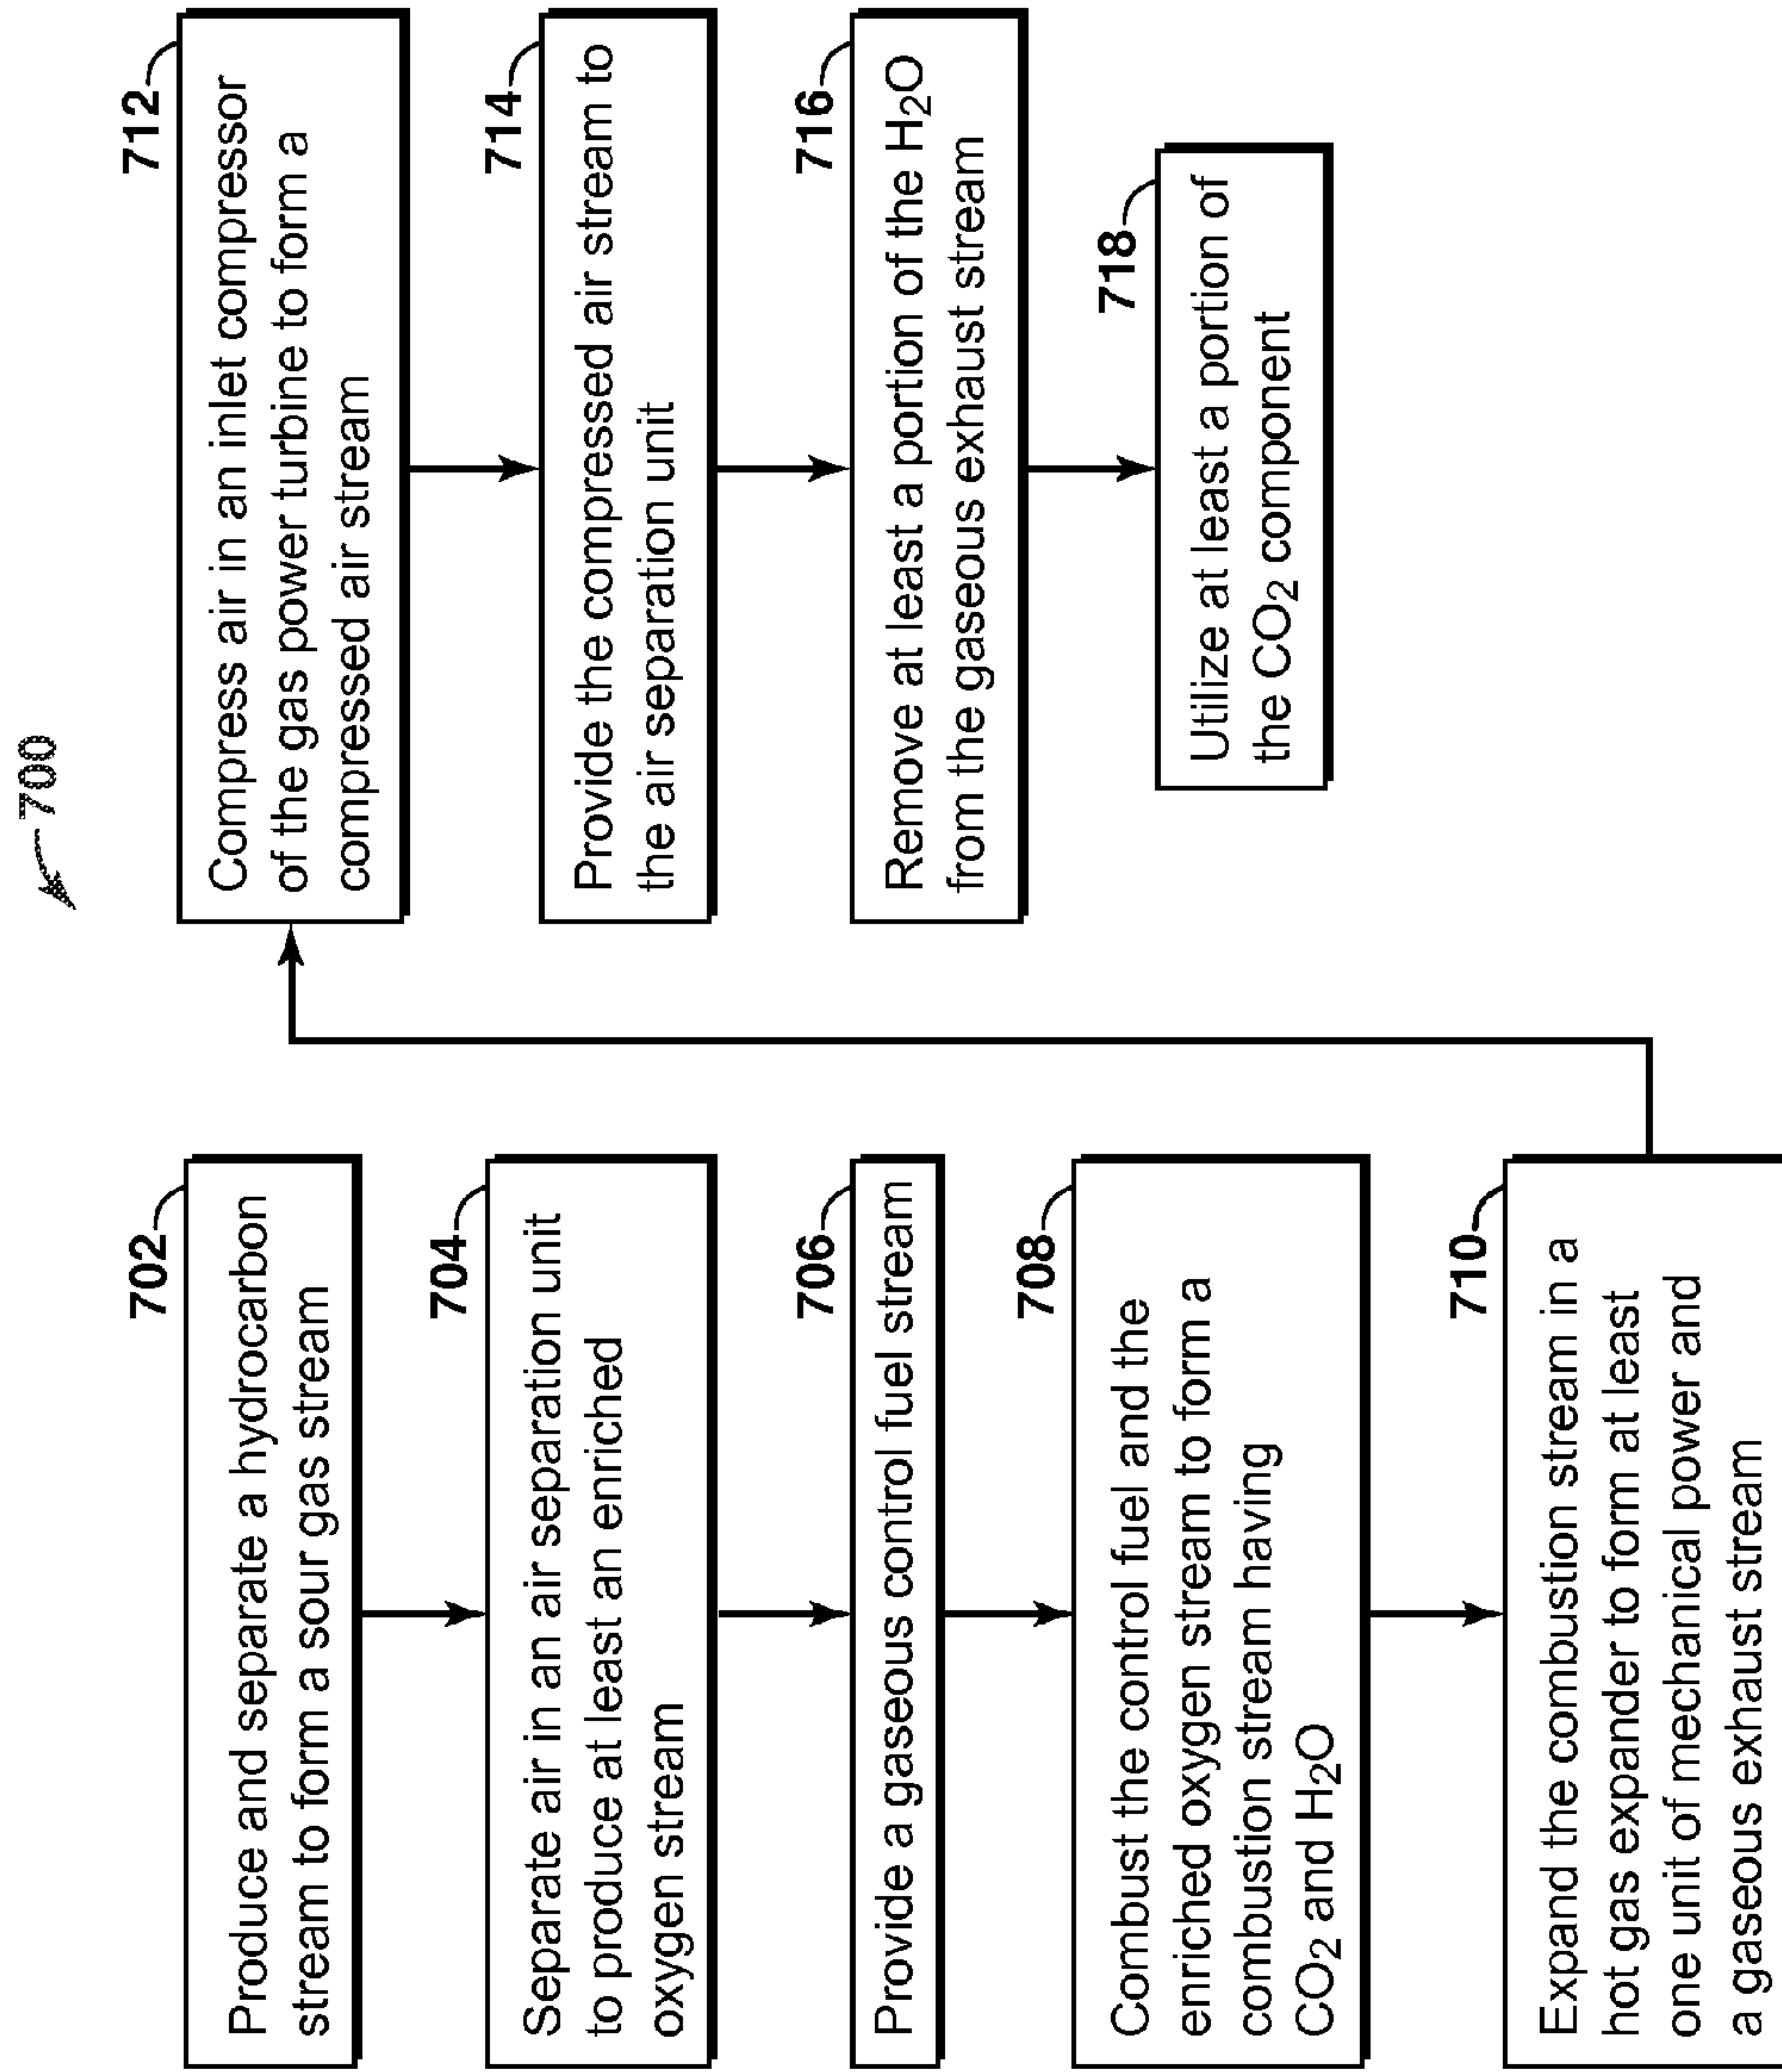 700
702
Produce and separate a hydrocarbon
stream to form a sour gas stream
704
Separate air in an air separation unit
to produce at least an enriched
oxygen stream
706
Provide a gaseous control fuel stream
708
Combust the control fuel and the
enriched oxygen stream to form a
combustion stream having
CO₂ and H₂O
710
Expand the combustion stream in a
hot gas expander to form at least
one unit of mechanical power and
a gaseous exhaust stream
712
Compress air in an inlet compressor
of the gas power turbine to form a
compressed air stream
714
Provide the compressed air stream to
the air separation unit
716
Remove at least a portion of the H₂O
from the gaseous exhaust stream
718
Utilize at least a portion of
the CO₂ component